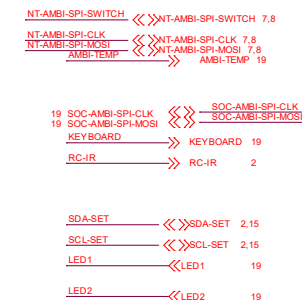 NT-AMBI-SPI-SWITCH NT-AMBI-SPI-SWITCH 7,8
NT-AMBI-SPI-CLK NT-AMBI-SPI-CLK 7,8
NT-AMBI-SPI-MOSI NT-AMBI-SPI-MOSI 7,8
AMBI-TEMP AMBI-TEMP 19
19 SOC-AMBI-SPI-CLK SOC-AMBI-SPI-CLK
19 SOC-AMBI-SPI-MOSI SOC-AMBI-SPI-MOSI
KEYBOARD KEYBOARD 19
RC-IR RC-IR 2
SDA-SET SDA-SET 2,15
SCL-SET SCL-SET 2,15
LED1 LED1 19
LED2 LED2 19